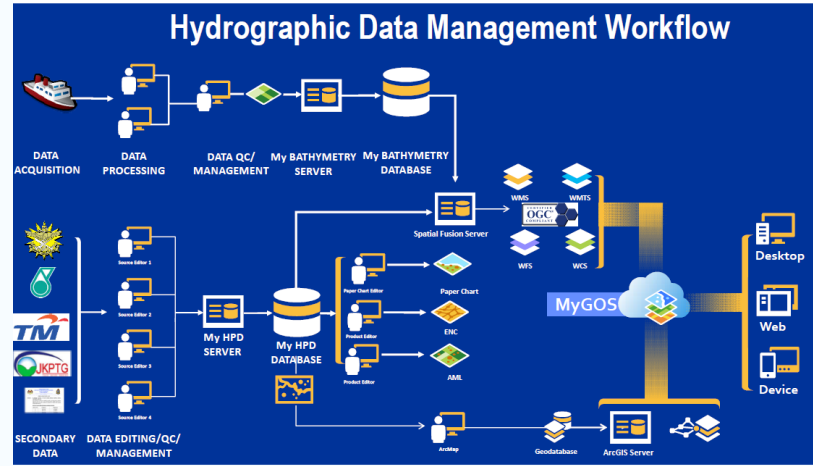 Hydrographic Data Management Workflow
DATA
ACQUISITION
DATA
PROCESSING
DATA QC/
MANAGEMENT
My BATHYMETRY
SERVER
My BATHYMETRY
DATABASE
Spatial Fusion Server
WMS
WMTS
CERTIFIED
OGC
COMPLIANT
WFS
WCS
Source Editor 1
Source Editor 2
Source Editor 3
Source Editor 4
TM
JKPTG
SECONDARY
DATA
DATA EDITING/QC/
MANAGEMENT
My HPD
SERVER
My HPD
DATABASE
Paper Chart Editor
Paper Chart
Product Editor
ENC
Product Editor
AML
MyGOS
Desktop
Web
Device
ArcMap
Geodatabase
ArcGIS Server